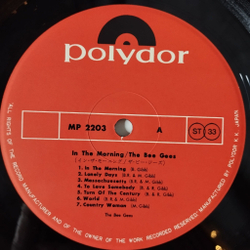 polydor
MP 2203
A
ST 33
In The Morning/The Bee Gees
(イン・ザ・モーニング/ザ・ビー・ジーズ)
1. In The Morning (B. Gibb)
2. Lonely Days (B.R. & M. Gibb)
3. Massachusetts (B.R. & M. Gibb)
4. To Love Somebody (B. & R. Gibb)
5. Turn Of The Century (B. & R. Gibb)
6. World (B.R. & M. Gibb)
7. Country Woman (M. Gibb)
The Bee Gees
ALL RIGHTS OF THE MANUFACTURER AND OF THE OWNER OF THE WORK RECORDED RESERVED
MANUFACTURED BY POLYDOR K.K. JAPAN